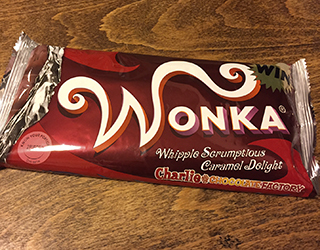 WIN
WONKA®
Whipple Scrumptious
Caramel Delight
Charlie
CHOCOLATE FACTORY